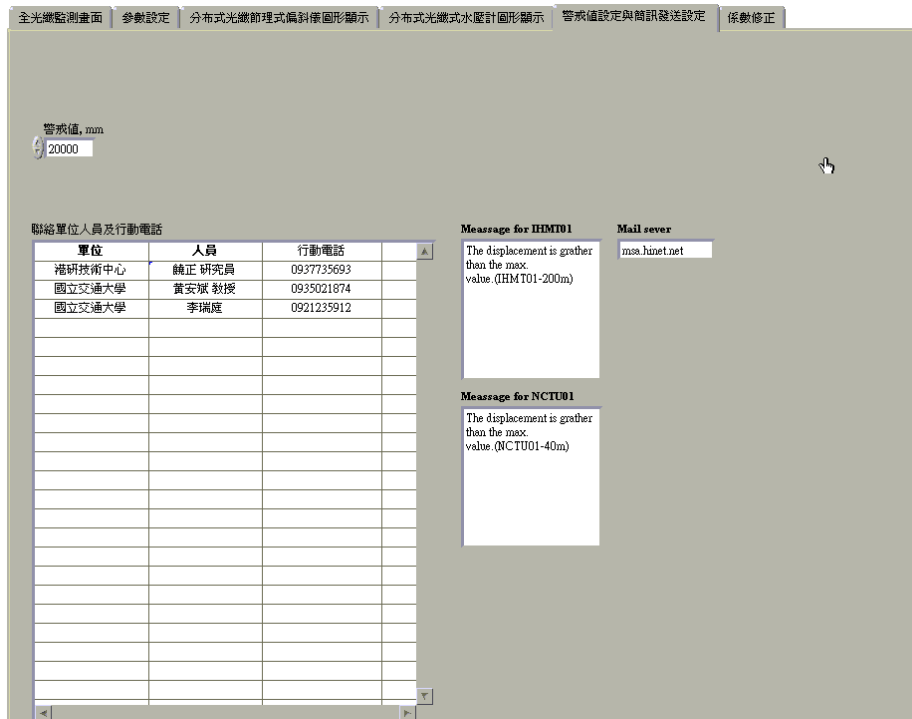 全光纖監測畫面 參數設定 分布式光纖節理式偏斜儀圖形顯示 分布式光纖式水壓計圖形顯示 警戒值設定與簡訊發送設定 係數修正
警戒值, mm
20000
聯絡單位人員及行動電話
單位 人員 行動電話
港研技術中心 饒正 研究員 0937735693
國立交通大學 黃安斌 教授 0935021874
國立交通大學 李瑞庭 0921235912
Meassage for IHMT01
The displacement is grather
than the max.
value.(IHMT01-200m)
Mail sever
msa.hinet.net
Meassage for NCTU01
The displacement is grather
than the max.
value.(NCTU01-40m)